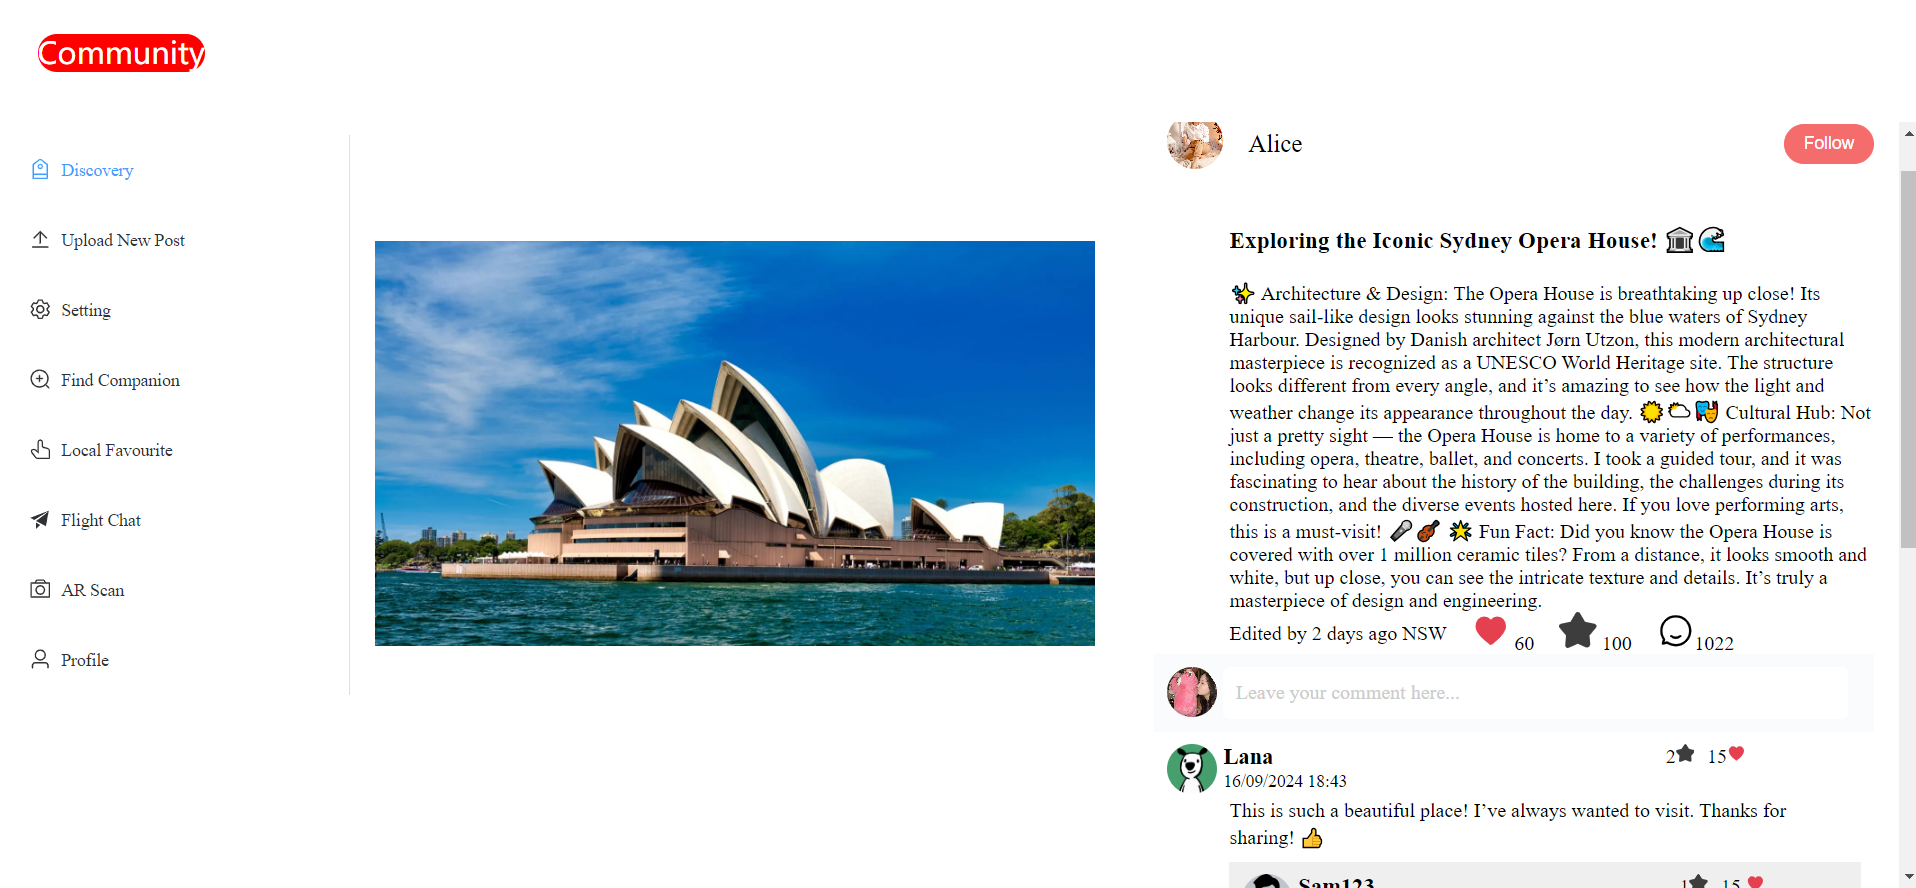 Community
Discovery
Upload New Post
Setting
Find Companion
Local Favourite
Flight Chat
AR Scan
Profile
Alice
Follow
Exploring the Iconic Sydney Opera House! 🏛️🌊
✨ Architecture & Design: The Opera House is breathtaking up close! Its
unique sail-like design looks stunning against the blue waters of Sydney
Harbour. Designed by Danish architect Jørn Utzon, this modern architectural
masterpiece is recognized as a UNESCO World Heritage site. The structure
looks different from every angle, and it’s amazing to see how the light and
weather change its appearance throughout the day. 🌞🌥️🎭 Cultural Hub: Not
just a pretty sight — the Opera House is home to a variety of performances,
including opera, theatre, ballet, and concerts. I took a guided tour, and it was
fascinating to hear about the history of the building, the challenges during its
construction, and the diverse events hosted here. If you love performing arts,
this is a must-visit! 🎤🎻 🌟 Fun Fact: Did you know the Opera House is
covered with over 1 million ceramic tiles? From a distance, it looks smooth and
white, but up close, you can see the intricate texture and details. It’s truly a
masterpiece of design and engineering.
Edited by 2 days ago NSW 60 100 1022
Leave your comment here...
Lana 2 15
16/09/2024 18:43
This is such a beautiful place! I’ve always wanted to visit. Thanks for
sharing! 👍
Sam123 1 15